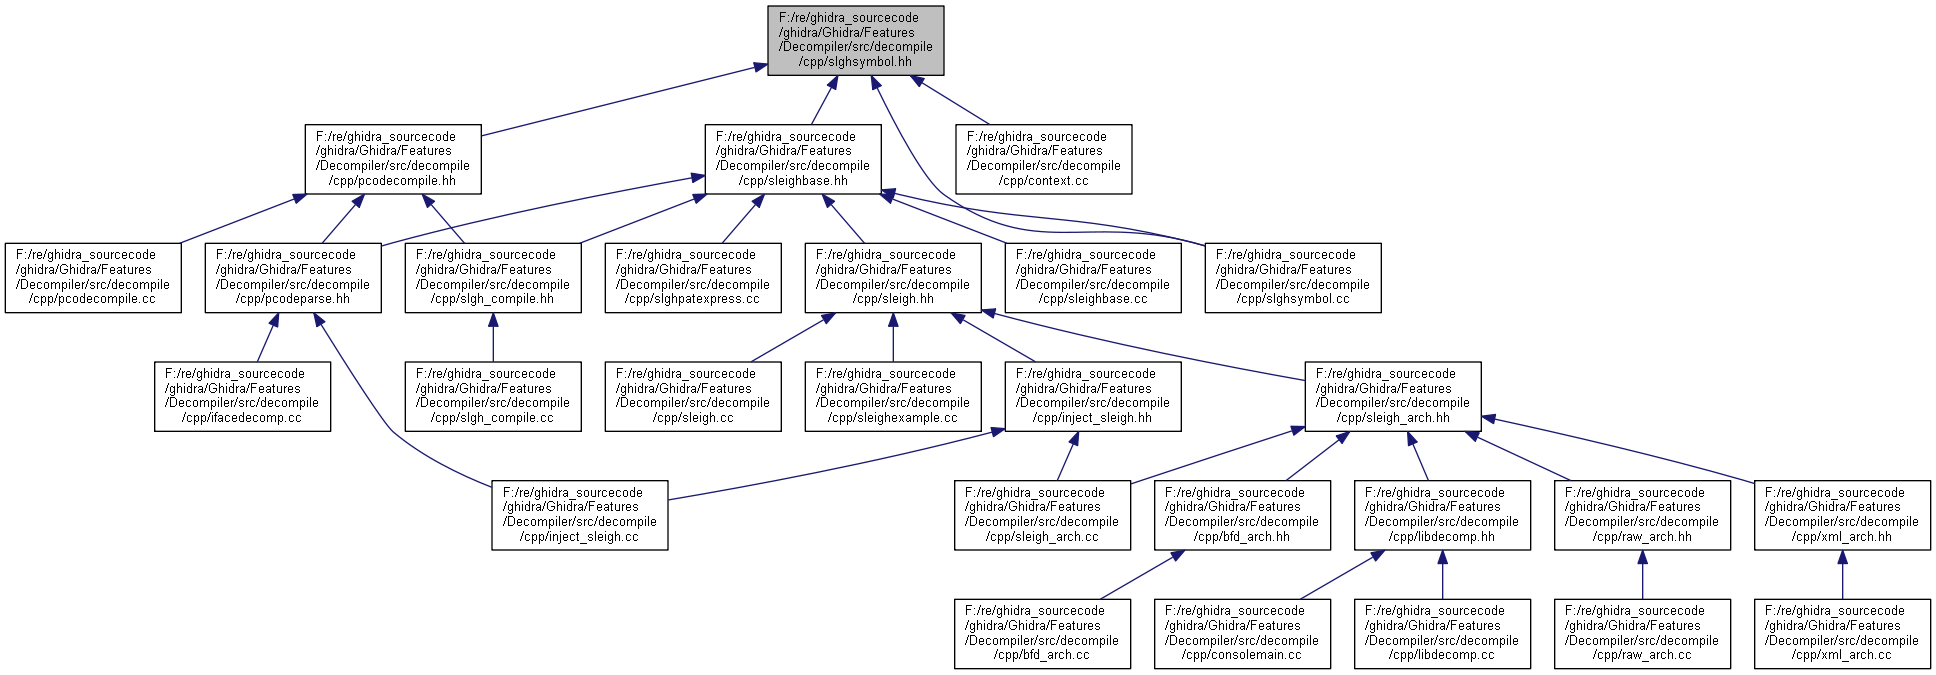 F:/re/ghidra_sourcecode
/ghidra/Ghidra/Features
/Decompiler/src/decompile
/cpp/slghsymbol.hh
F:/re/ghidra_sourcecode
/ghidra/Ghidra/Features
/Decompiler/src/decompile
/cpp/pcodecompile.hh
F:/re/ghidra_sourcecode
/ghidra/Ghidra/Features
/Decompiler/src/decompile
/cpp/sleighbase.hh
F:/re/ghidra_sourcecode
/ghidra/Ghidra/Features
/Decompiler/src/decompile
/cpp/context.cc
F:/re/ghidra_sourcecode
/ghidra/Ghidra/Features
/Decompiler/src/decompile
/cpp/pcodecompile.cc
F:/re/ghidra_sourcecode
/ghidra/Ghidra/Features
/Decompiler/src/decompile
/cpp/pcodeparse.hh
F:/re/ghidra_sourcecode
/ghidra/Ghidra/Features
/Decompiler/src/decompile
/cpp/slgh_compile.hh
F:/re/ghidra_sourcecode
/ghidra/Ghidra/Features
/Decompiler/src/decompile
/cpp/slghpatexpress.cc
F:/re/ghidra_sourcecode
/ghidra/Ghidra/Features
/Decompiler/src/decompile
/cpp/sleigh.hh
F:/re/ghidra_sourcecode
/ghidra/Ghidra/Features
/Decompiler/src/decompile
/cpp/sleighbase.cc
F:/re/ghidra_sourcecode
/ghidra/Ghidra/Features
/Decompiler/src/decompile
/cpp/slghsymbol.cc
F:/re/ghidra_sourcecode
/ghidra/Ghidra/Features
/Decompiler/src/decompile
/cpp/ifacedecomp.cc
F:/re/ghidra_sourcecode
/ghidra/Ghidra/Features
/Decompiler/src/decompile
/cpp/slgh_compile.cc
F:/re/ghidra_sourcecode
/ghidra/Ghidra/Features
/Decompiler/src/decompile
/cpp/sleigh.cc
F:/re/ghidra_sourcecode
/ghidra/Ghidra/Features
/Decompiler/src/decompile
/cpp/sleighexample.cc
F:/re/ghidra_sourcecode
/ghidra/Ghidra/Features
/Decompiler/src/decompile
/cpp/inject_sleigh.hh
F:/re/ghidra_sourcecode
/ghidra/Ghidra/Features
/Decompiler/src/decompile
/cpp/sleigh_arch.hh
F:/re/ghidra_sourcecode
/ghidra/Ghidra/Features
/Decompiler/src/decompile
/cpp/inject_sleigh.cc
F:/re/ghidra_sourcecode
/ghidra/Ghidra/Features
/Decompiler/src/decompile
/cpp/sleigh_arch.cc
F:/re/ghidra_sourcecode
/ghidra/Ghidra/Features
/Decompiler/src/decompile
/cpp/bfd_arch.hh
F:/re/ghidra_sourcecode
/ghidra/Ghidra/Features
/Decompiler/src/decompile
/cpp/libdecomp.hh
F:/re/ghidra_sourcecode
/ghidra/Ghidra/Features
/Decompiler/src/decompile
/cpp/raw_arch.hh
F:/re/ghidra_sourcecode
/ghidra/Ghidra/Features
/Decompiler/src/decompile
/cpp/xml_arch.hh
F:/re/ghidra_sourcecode
/ghidra/Ghidra/Features
/Decompiler/src/decompile
/cpp/bfd_arch.cc
F:/re/ghidra_sourcecode
/ghidra/Ghidra/Features
/Decompiler/src/decompile
/cpp/consolemain.cc
F:/re/ghidra_sourcecode
/ghidra/Ghidra/Features
/Decompiler/src/decompile
/cpp/libdecomp.cc
F:/re/ghidra_sourcecode
/ghidra/Ghidra/Features
/Decompiler/src/decompile
/cpp/raw_arch.cc
F:/re/ghidra_sourcecode
/ghidra/Ghidra/Features
/Decompiler/src/decompile
/cpp/xml_arch.cc